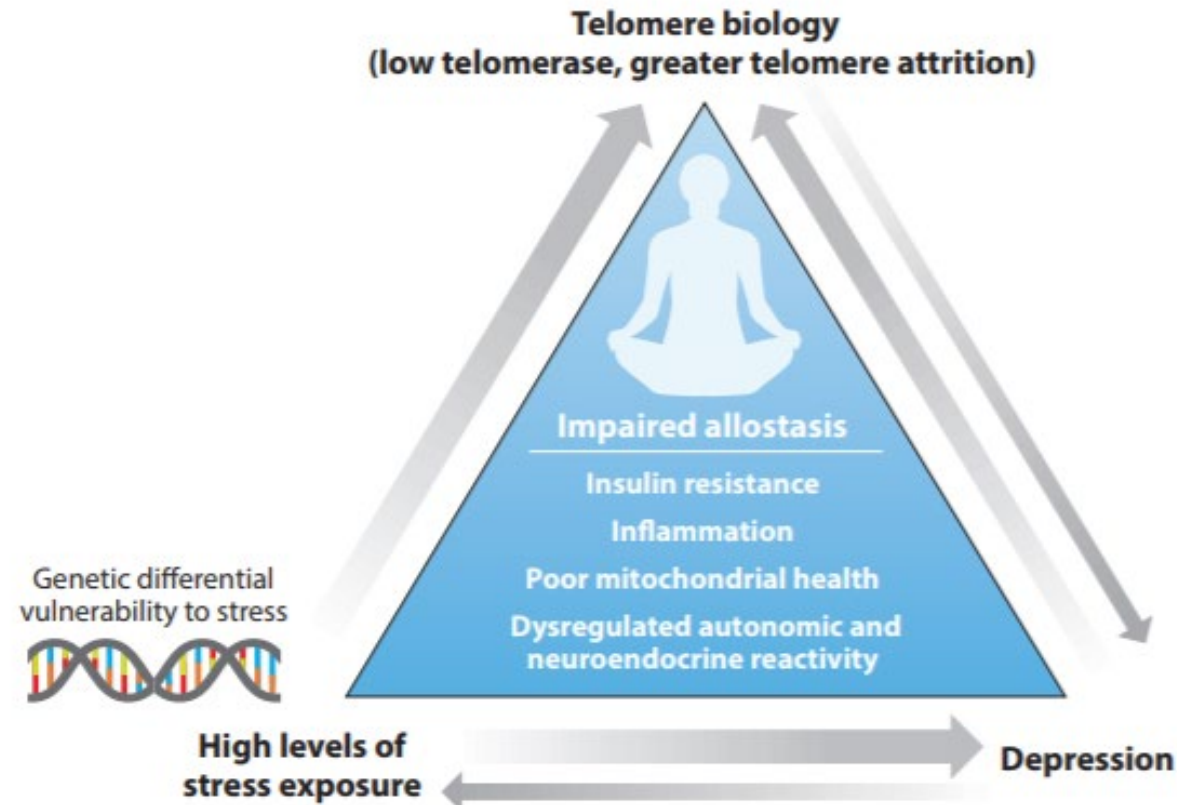 Telomere biology
(low telomerase, greater telomere attrition)
Impaired allostasis
Insulin resistance
Inflammation
Poor mitochondrial health
Dysregulated autonomic and
neuroendocrine reactivity
Genetic differential
vulnerability to stress
High levels of
stress exposure
Depression